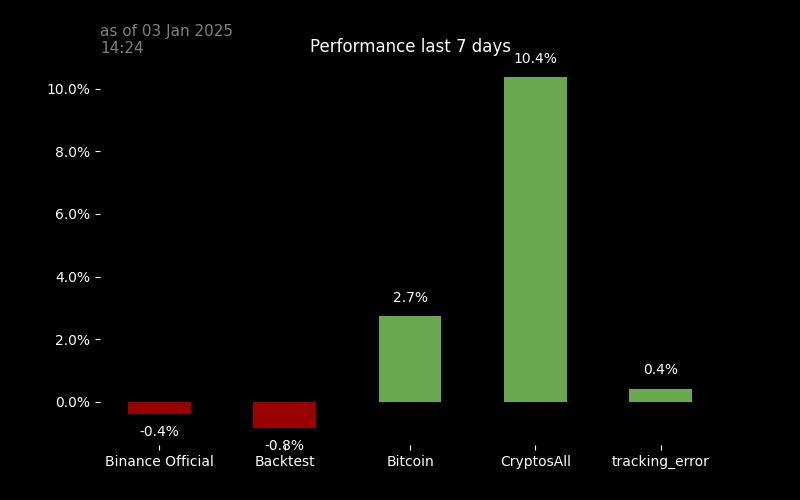 as of 03 Jan 2025
14:24
Performance last 7 days
10.4%
10.0%
8.0%
6.0%
4.0%
2.7%
2.0%
0.4%
0.0%
-0.4%
-0.8%
Binance Official
Backtest
Bitcoin
CryptosAll
tracking_error